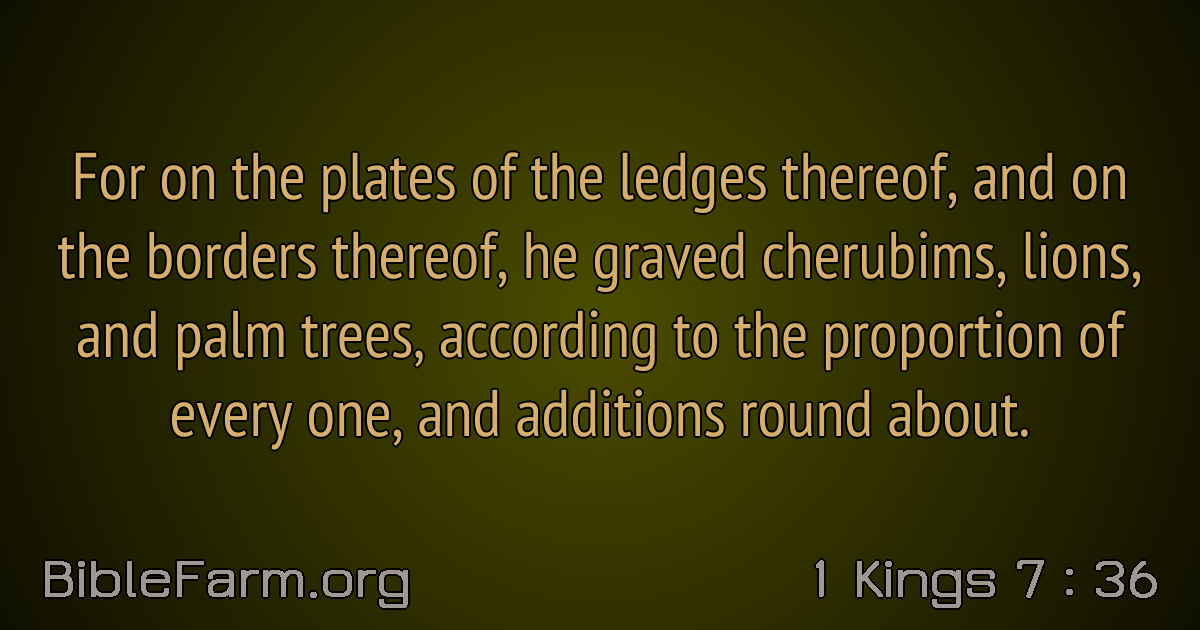 For on the plates of the ledges thereof, and on
the borders thereof, he graved cherubims, lions,
and palm trees, according to the proportion of
every one, and additions round about.
BibleFarm.org
1 Kings 7 : 36